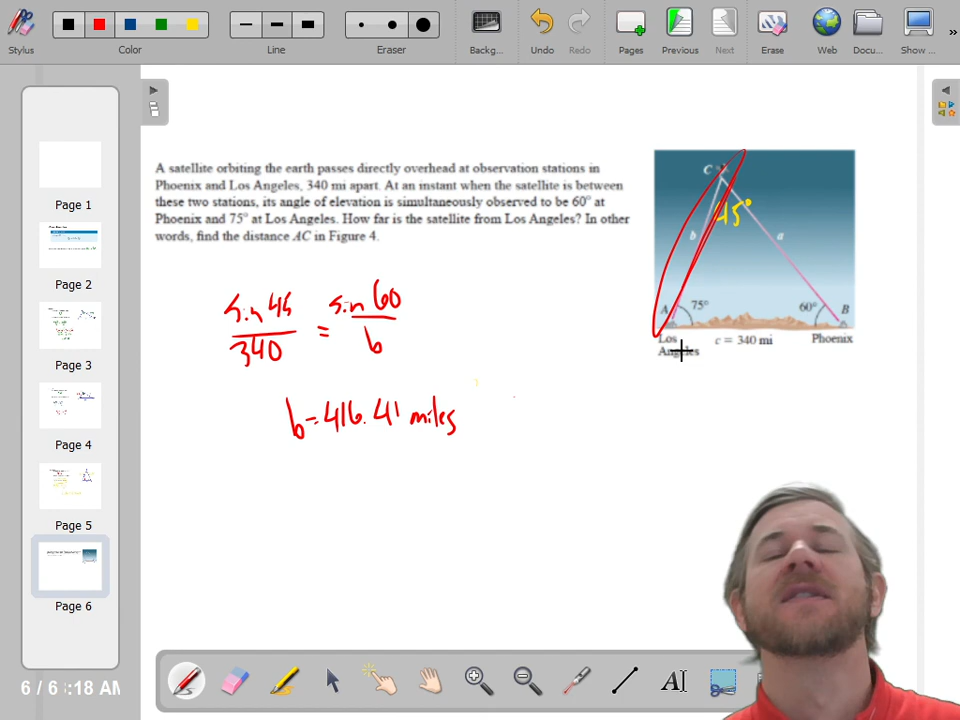 Stylus
Color
Line
Eraser
Backg...
Undo
Redo
Pages
Previous
Next
Erase
Web
Docu...
Show ...
»
A satellite orbiting the earth passes directly overhead at observation stations in
Phoenix and Los Angeles, 340 mi apart. At an instant when the satellite is between
these two stations, its angle of elevation is simultaneously observed to be 60° at
Phoenix and 75° at Los Angeles. How far is the satellite from Los Angeles? In other
words, find the distance AC in Figure 4.
C
45°
b
a
A
75°
60°
B
Los
Angeles
c = 340 mi
Phoenix
sin 45
340
=
sin 60
b
b = 416.41 miles
Page 1
Page 2
Page 3
Page 4
Page 5
Page 6
6 / 6
:18 AM
A